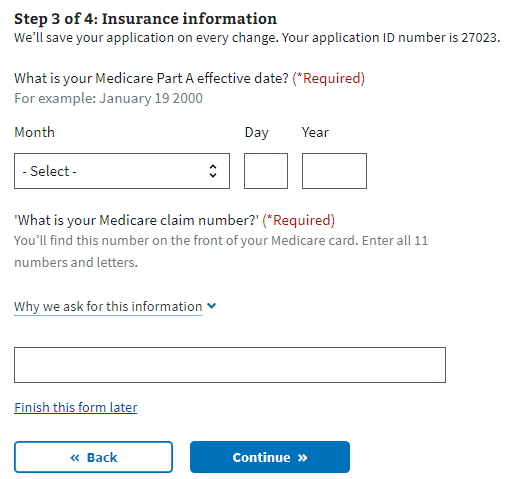 Step 3 of 4: Insurance information
We'll save your application on every change. Your application ID number is 27023.
What is your Medicare Part A effective date? (*Required)
For example: January 19 2000
Month Day Year
- Select -
'What is your Medicare claim number?' (*Required)
You'll find this number on the front of your Medicare card. Enter all 11
numbers and letters.
Why we ask for this information
Finish this form later
« Back Continue »